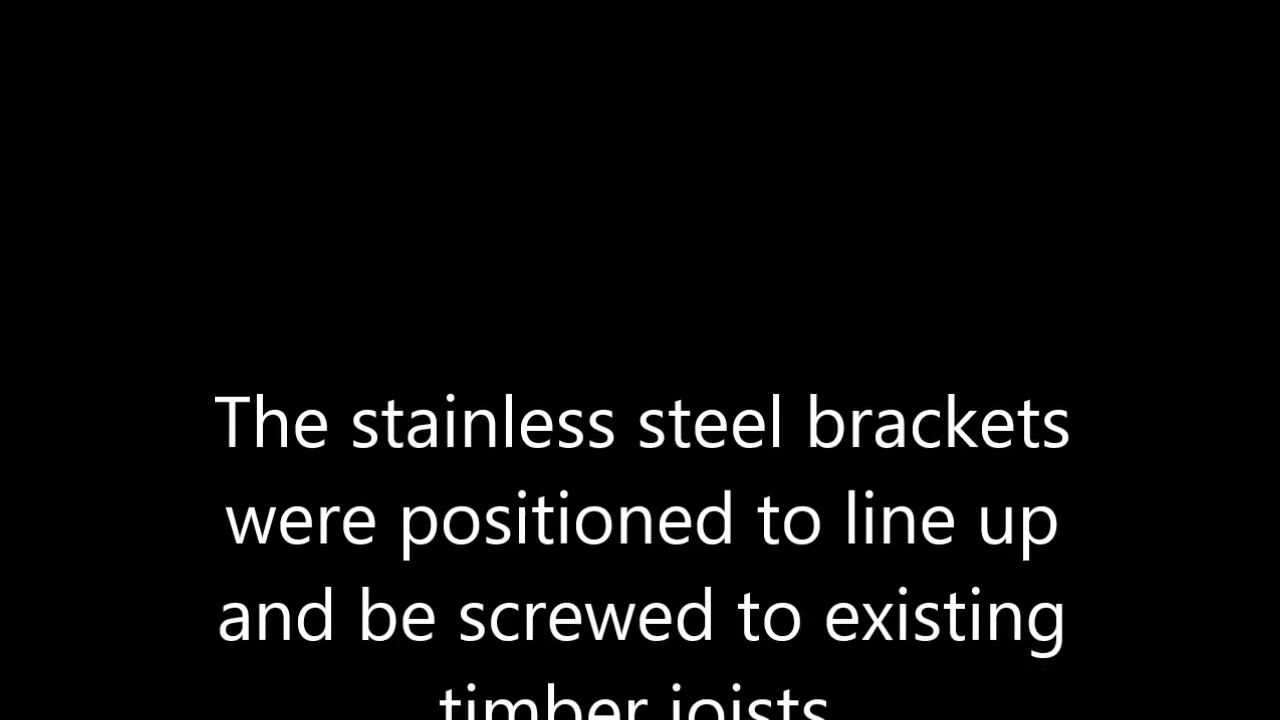 The stainless steel brackets
were positioned to line up
and be screwed to existing
timber joists